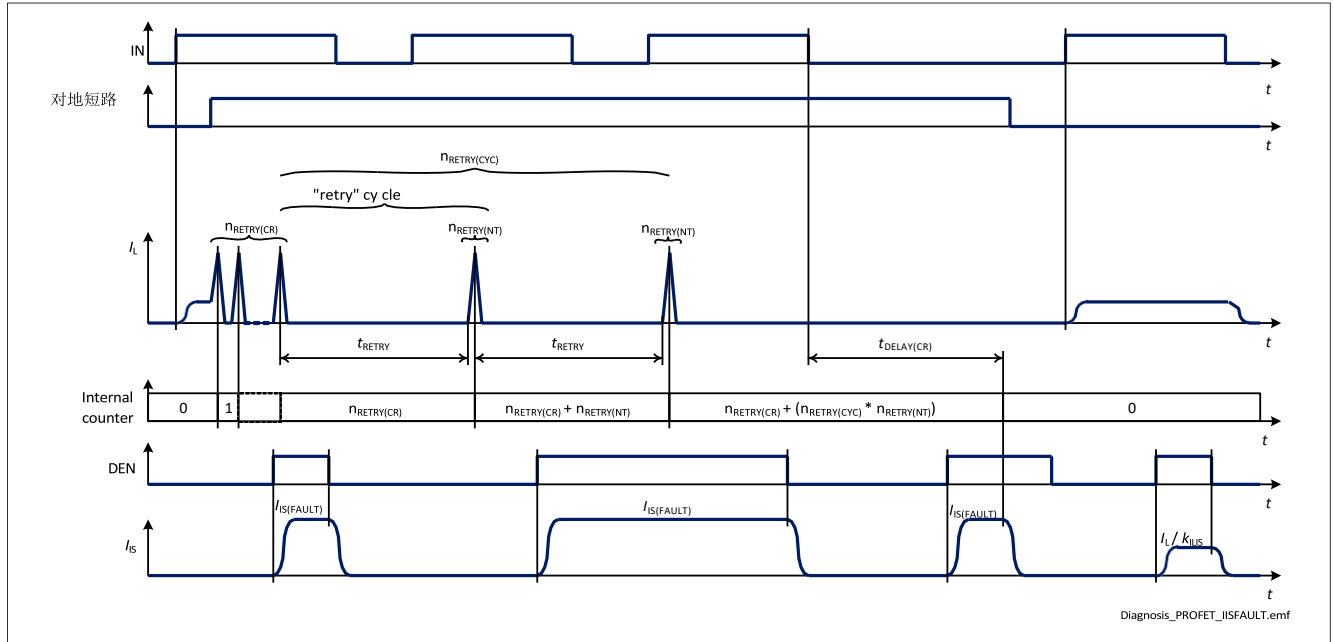 IN
t
对地短路
t
nRETRY(CYC)
"retry" cy cle
nRETRY(CR)
nRETRY(NT)
nRETRY(NT)
IL
tRETRY
tRETRY
tDELAY(CR)
t
Internal
counter
0
1
nRETRY(CR)
nRETRY(CR) + nRETRY(NT)
nRETRY(CR) + (nRETRY(CYC) * nRETRY(NT))
0
t
DEN
t
IIS(FAULT)
IIS(FAULT)
IIS(FAULT)
IL / kILIS
IIS
t
Diagnosis_PROFET_IISFAULT.emf